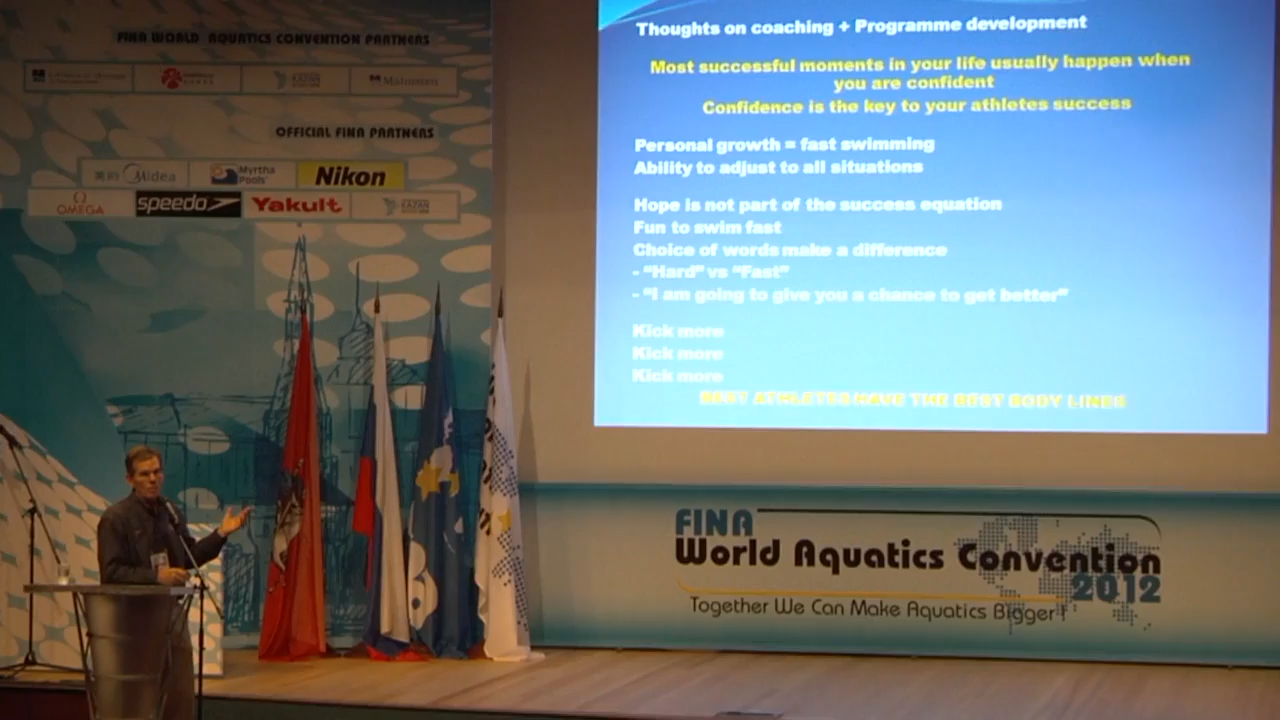 FINA WORLD AQUATICS CONVENTION PARTNERS
Malmsten
OFFICIAL FINA PARTNERS
美的 Midea
Myrtha Pools
Nikon
OMEGA
speedo
Yakult
KAZAN
Thoughts on coaching + Programme development
Most successful moments in your life usually happen when
you are confident
Confidence is the key to your athletes success
Personal growth = fast swimming
Ability to adjust to all situations
Hope is not part of the success equation
Fun to swim fast
Choice of words make a difference
- “Hard” vs “Fast”
- “I am going to give you a chance to get better”
Kick more
Kick more
Kick more
BEST ATHLETES HAVE THE BEST BODY LINES
FINA
World Aquatics Convention
2012
Together We Can Make Aquatics Bigger !